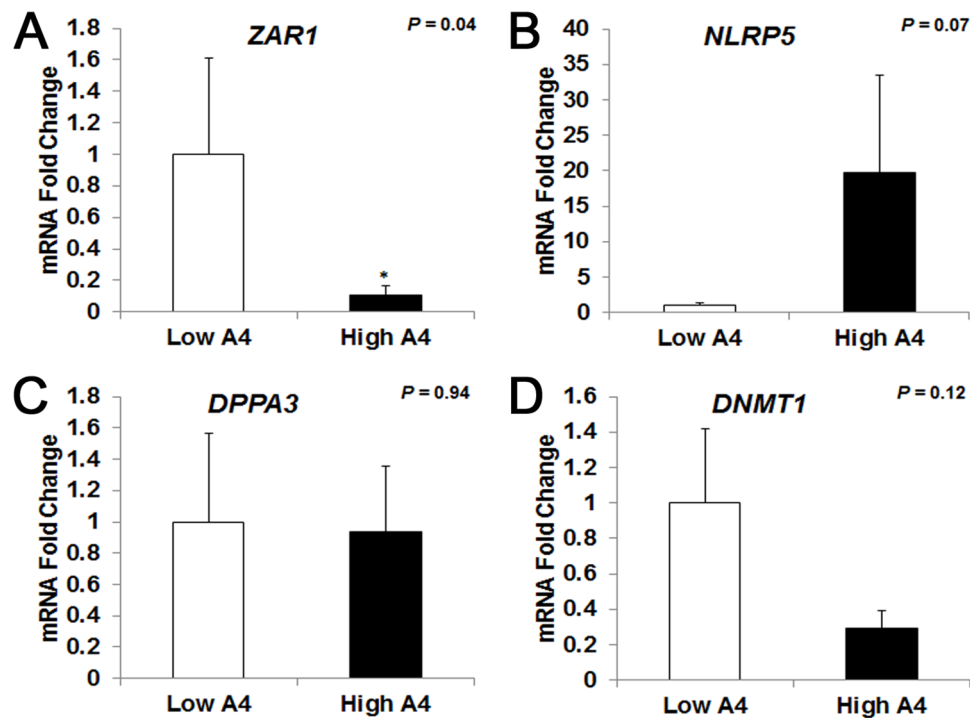 A
ZAR1
P = 0.04
mRNA Fold Change
1.8
1.6
1.4
1.2
1
0.8
0.6
0.4
0.2
0
*
Low A4
High A4
B
NLRP5
P = 0.07
mRNA Fold Change
40
35
30
25
20
15
10
5
0
Low A4
High A4
C
DPPA3
P = 0.94
mRNA Fold Change
1.8
1.6
1.4
1.2
1
0.8
0.6
0.4
0.2
0
Low A4
High A4
D
DNMT1
P = 0.12
mRNA Fold Change
1.6
1.4
1.2
1
0.8
0.6
0.4
0.2
0
Low A4
High A4